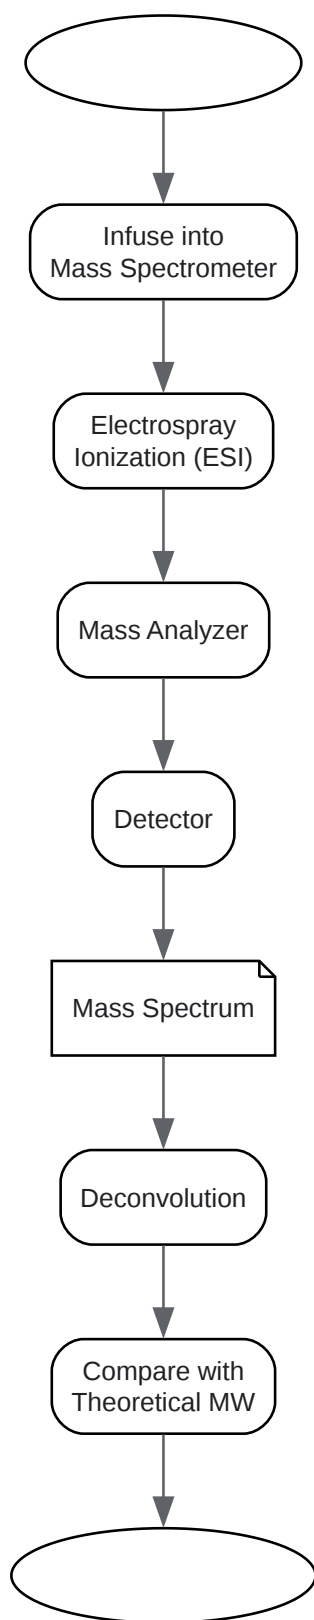 Infuse into
Mass Spectrometer
Electrospray
Ionization (ESI)
Mass Analyzer
Detector
Mass Spectrum
Deconvolution
Compare with
Theoretical MW